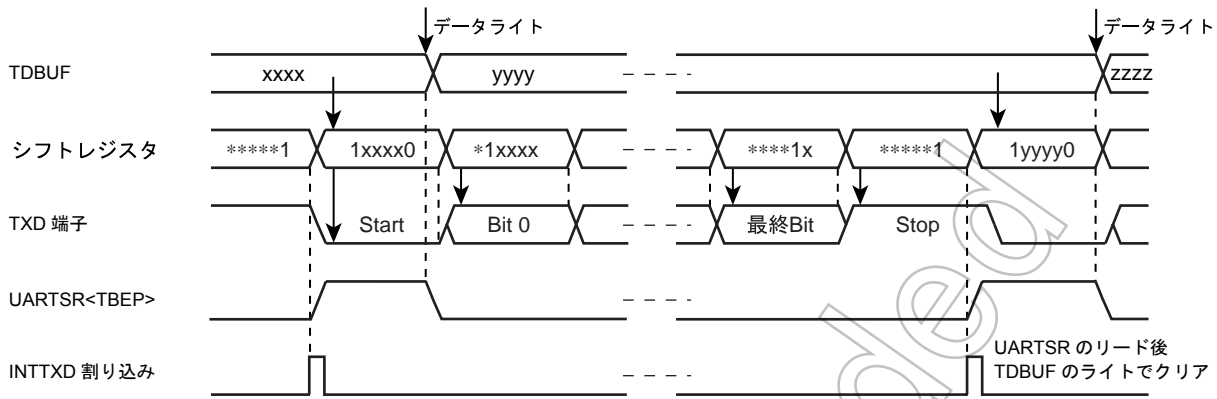 データライト データライト
TDBUF xxxx yyyy zzzz
シフトレジスタ *****1 1xxxx0 *1xxxx ****1x *****1 1yyyy0
TXD 端子 Start Bit 0 最終Bit Stop
UARTSR<TBEP>
INTTXD 割り込み
UARTSR のリード後
TDBUF のライトでクリア